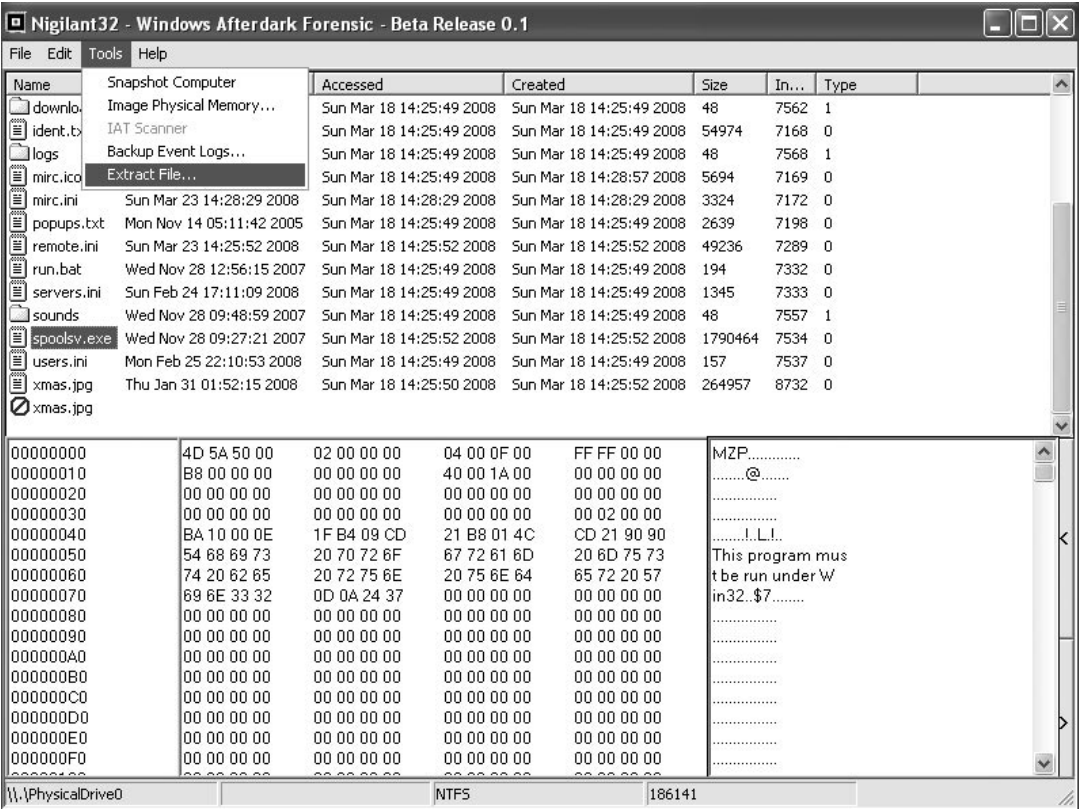 Nigilant32 - Windows Afterdark Forensic - Beta Release 0.1
File Edit Tools Help
Name Accessed Created Size In... Type
Snapshot Computer
Image Physical Memory...
IAT Scanner
Backup Event Logs...
Extract File...
downlo. Sun Mar 18 14:25:49 2008 Sun Mar 18 14:25:49 2008 48 7562 1
ident.tx Sun Mar 18 14:25:49 2008 Sun Mar 18 14:25:49 2008 54974 7168 0
logs Sun Mar 18 14:25:49 2008 Sun Mar 18 14:25:49 2008 48 7568 1
mirc.ico Sun Mar 18 14:25:49 2008 Sun Mar 18 14:28:57 2008 5694 7169 0
mirc.ini Sun Mar 23 14:28:29 2008 Sun Mar 18 14:28:29 2008 Sun Mar 18 14:28:29 2008 3324 7172 0
popups.txt Mon Nov 14 05:11:42 2005 Sun Mar 18 14:25:49 2008 Sun Mar 18 14:25:49 2008 2639 7198 0
remote.ini Sun Mar 23 14:25:52 2008 Sun Mar 18 14:25:52 2008 Sun Mar 18 14:25:52 2008 49236 7289 0
run.bat Wed Nov 28 12:56:15 2007 Sun Mar 18 14:25:49 2008 Sun Mar 18 14:25:49 2008 194 7332 0
servers.ini Sun Feb 24 17:11:09 2008 Sun Mar 18 14:25:49 2008 Sun Mar 18 14:25:49 2008 1345 7333 0
sounds Wed Nov 28 09:48:59 2007 Sun Mar 18 14:25:49 2008 Sun Mar 18 14:25:49 2008 48 7557 1
spoolsv.exe Wed Nov 28 09:27:21 2007 Sun Mar 18 14:25:52 2008 Sun Mar 18 14:25:52 2008 1790464 7534 0
users.ini Mon Feb 25 22:10:53 2008 Sun Mar 18 14:25:49 2008 Sun Mar 18 14:25:49 2008 157 7537 0
xmas.jpg Thu Jan 31 01:52:15 2008 Sun Mar 18 14:25:50 2008 Sun Mar 18 14:25:52 2008 264957 8732 0
xmas.jpg
00000000 4D 5A 50 00 02 00 00 00 04 00 0F 00 FF FF 00 00 MZP.............
00000010 B8 00 00 00 00 00 00 00 40 00 1A 00 00 00 00 00 ........@.......
00000020 00 00 00 00 00 00 00 00 00 00 00 00 00 00 00 00 ................
00000030 00 00 00 00 00 00 00 00 00 00 00 00 00 02 00 00 ................
00000040 BA 10 00 0E 1F B4 09 CD 21 B8 01 4C CD 21 90 90 ........!..L.!..
00000050 54 68 69 73 20 70 72 6F 67 72 61 6D 20 6D 75 73 This program mus
00000060 74 20 62 65 20 72 75 6E 20 75 6E 64 65 72 20 57 t be run under W
00000070 69 6E 33 32 0D 0A 24 37 00 00 00 00 00 00 00 00 in32..$7........
00000080 00 00 00 00 00 00 00 00 00 00 00 00 00 00 00 00 ................
00000090 00 00 00 00 00 00 00 00 00 00 00 00 00 00 00 00 ................
000000A0 00 00 00 00 00 00 00 00 00 00 00 00 00 00 00 00 ................
000000B0 00 00 00 00 00 00 00 00 00 00 00 00 00 00 00 00 ................
000000C0 00 00 00 00 00 00 00 00 00 00 00 00 00 00 00 00 ................
000000D0 00 00 00 00 00 00 00 00 00 00 00 00 00 00 00 00 ................
000000E0 00 00 00 00 00 00 00 00 00 00 00 00 00 00 00 00 ................
000000F0 00 00 00 00 00 00 00 00 00 00 00 00 00 00 00 00 ................
\\.\PhysicalDrive0 NTFS 186141